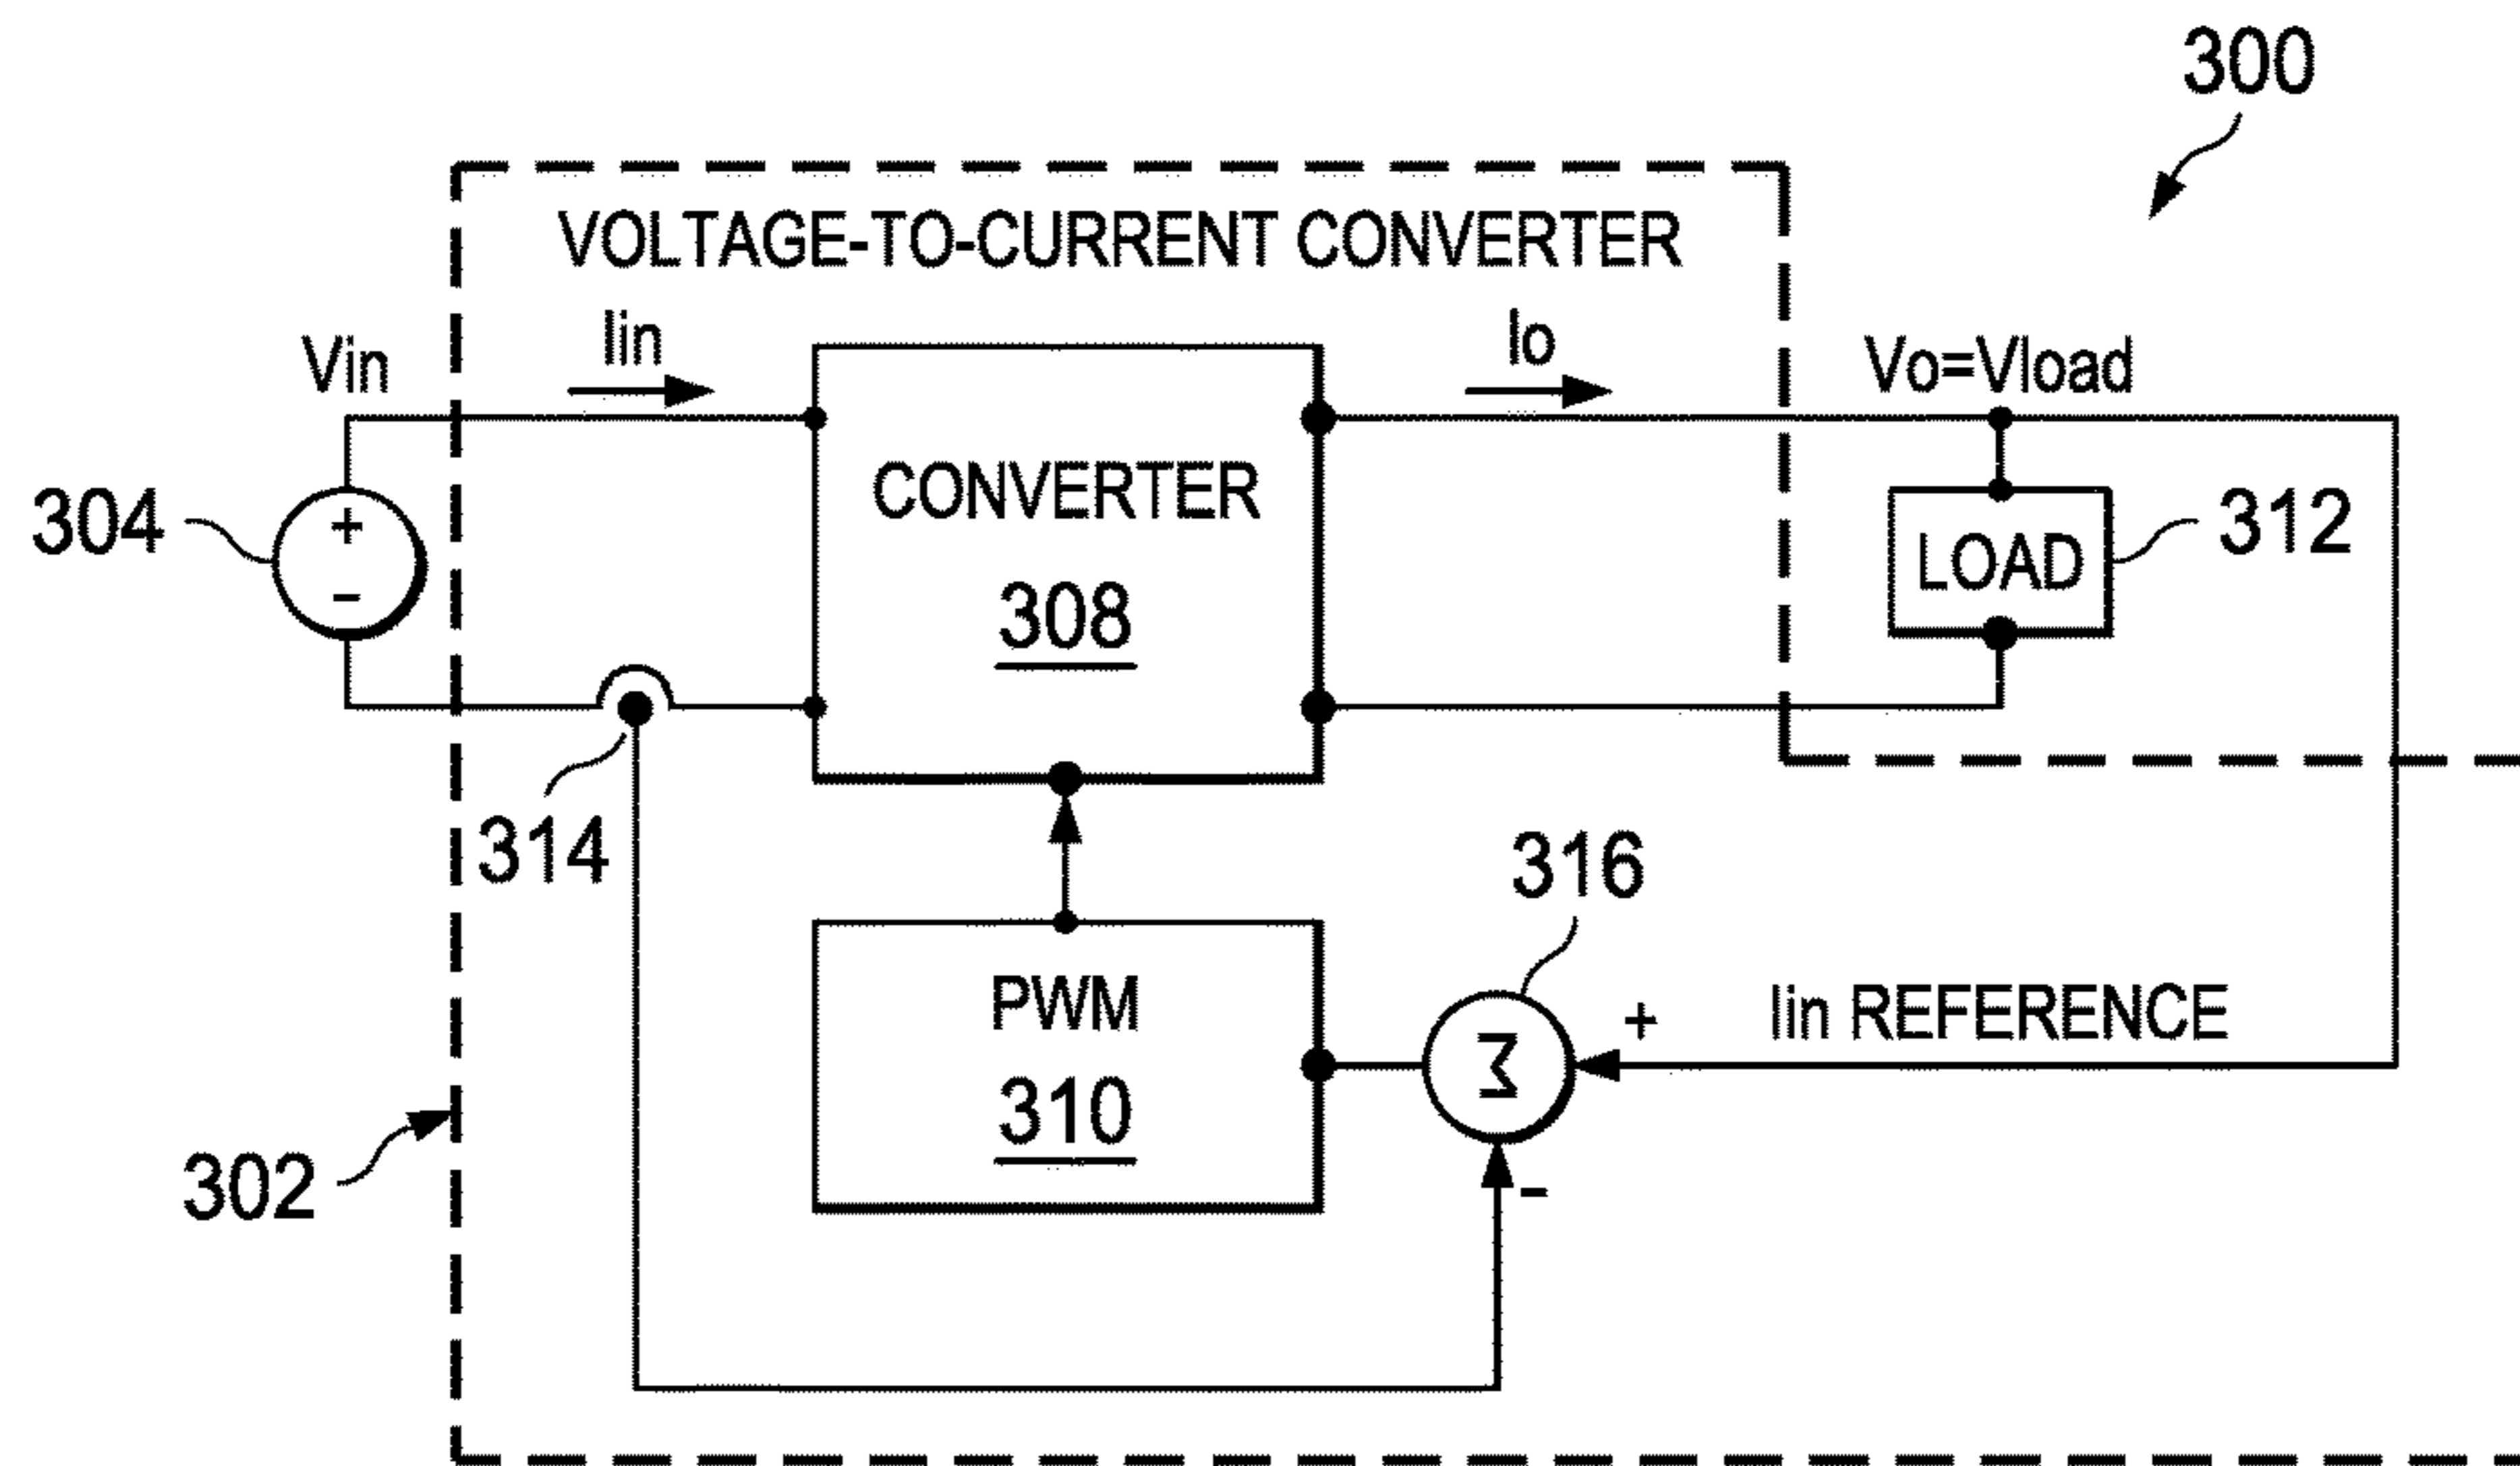 300
VOLTAGE-TO-CURRENT CONVERTER
Vin
Iin
Io
Vo=Vload
304
+
-
CONVERTER
308
LOAD
312
314
316
PWM
310
Σ
+
Iin REFERENCE
-
302